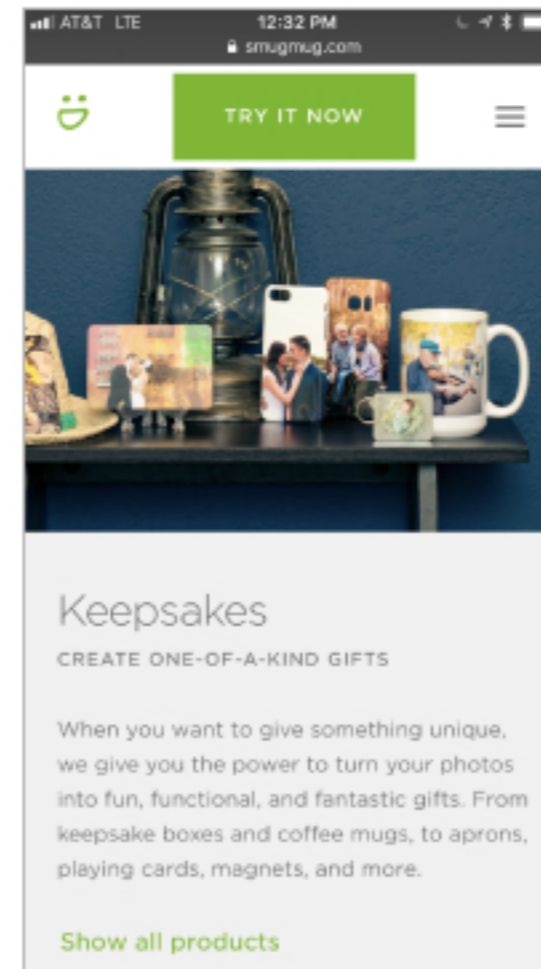 AT&T LTE 12:32 PM
smugmug.com
TRY IT NOW
Keepsakes
CREATE ONE-OF-A-KIND GIFTS
When you want to give something unique,
we give you the power to turn your photos
into fun, functional, and fantastic gifts. From
keepsake boxes and coffee mugs, to aprons,
playing cards, magnets, and more.
Show all products